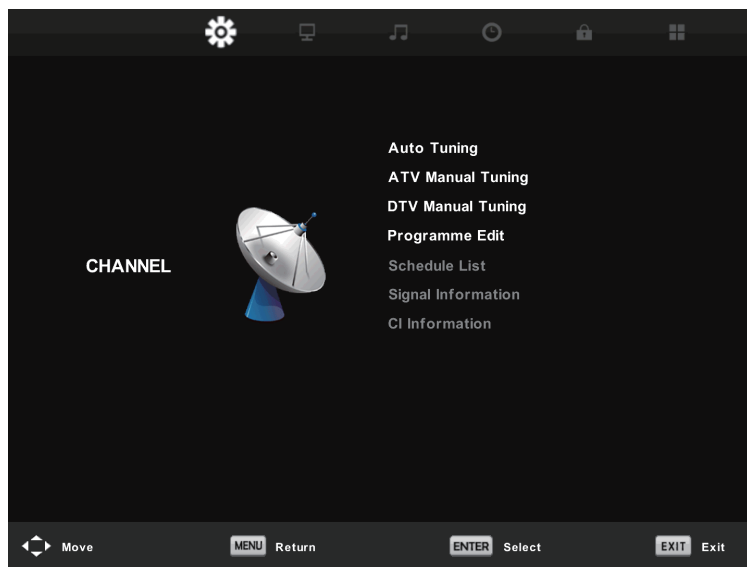 Auto Tuning
ATV Manual Tuning
DTV Manual Tuning
Programme Edit
CHANNEL
Schedule List
Signal Information
CI Information
Move
MENU Return
ENTER Select
EXIT Exit